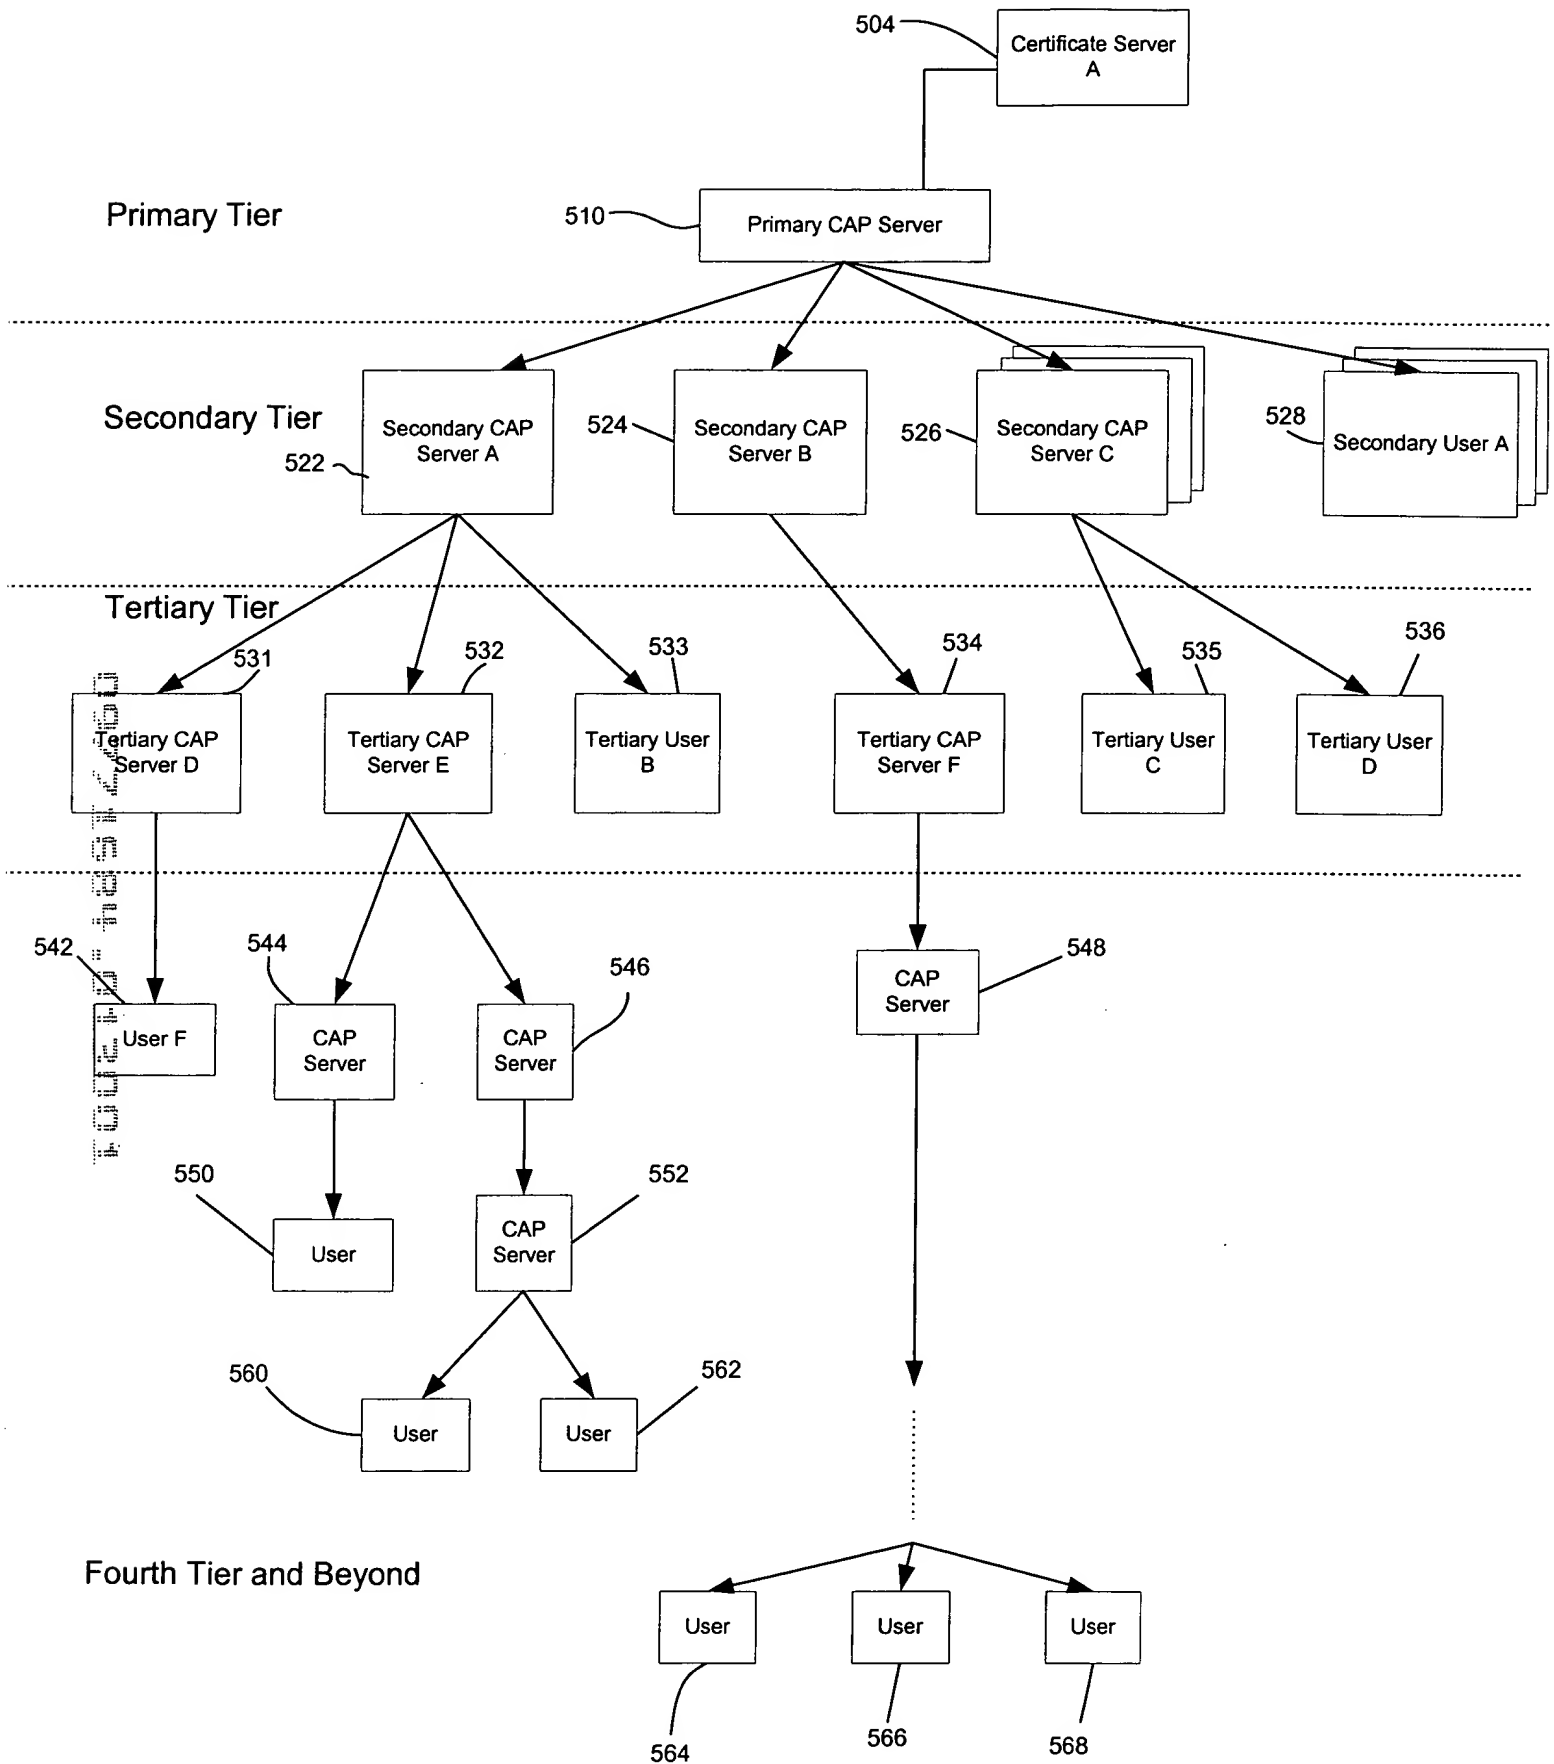 504
Certificate Server
A
Primary Tier
510
Primary CAP Server
Secondary Tier
522
Secondary CAP
Server A
524
Secondary CAP
Server B
526
Secondary CAP
Server C
528
Secondary User A
Tertiary Tier
531
532
533
534
535
536
Tertiary CAP
Server D
Tertiary CAP
Server E
Tertiary User
B
Tertiary CAP
Server F
Tertiary User
C
Tertiary User
D
542
User F
544
CAP
Server
546
CAP
Server
548
CAP
Server
550
User
552
CAP
Server
560
User
562
User
Fourth Tier and Beyond
User
User
User
564
566
568